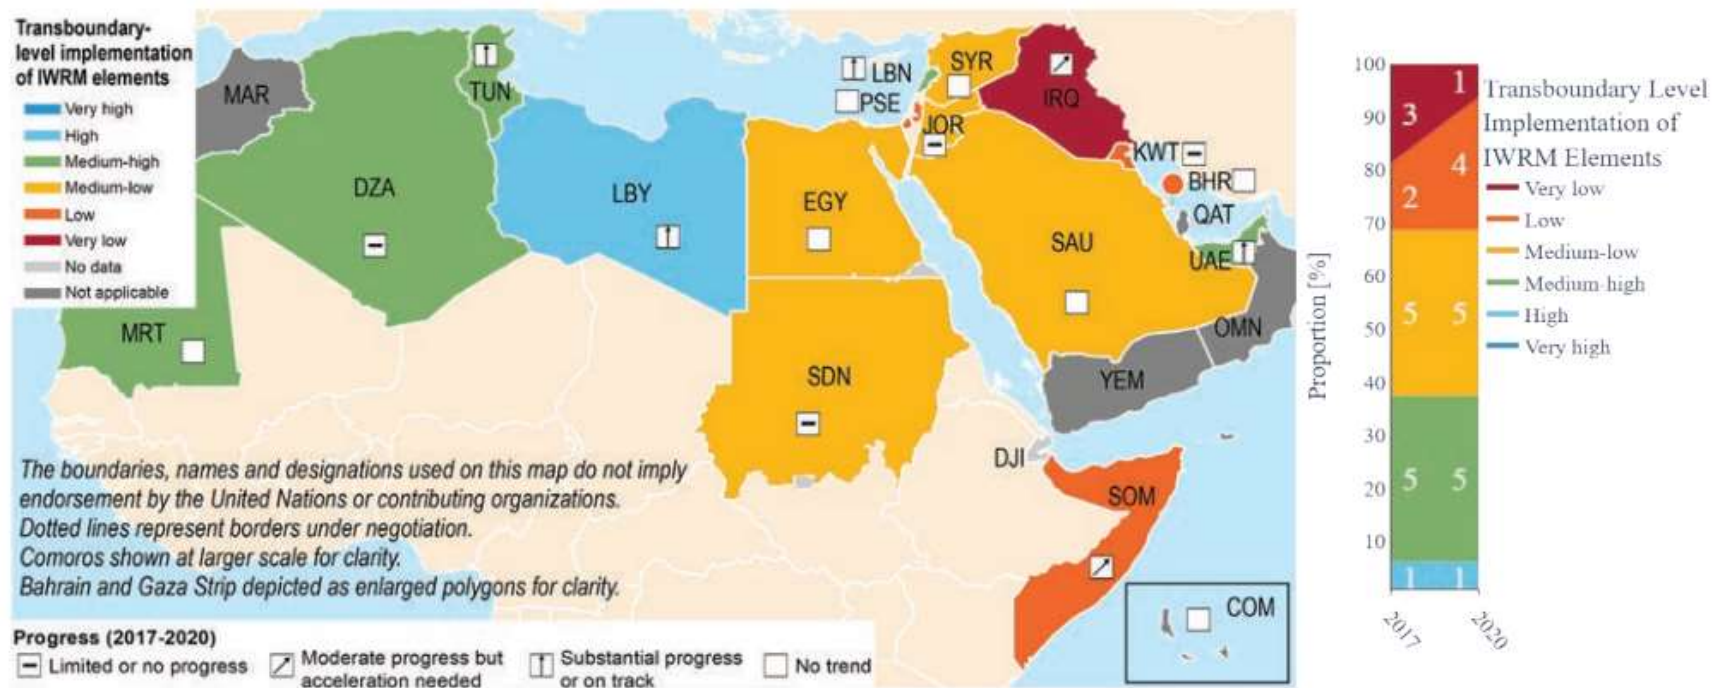 Transboundary-
level implementation
of IWRM elements
Very high
High
Medium-high
Medium-low
Low
Very low
No data
Not applicable
MAR
TUN
DZA
LBY
MRT
EGY
SDN
LBN
PSE
SYR
JOR
IRQ
KWT
BHR
QAT
UAE
SAU
OMN
YEM
DJI
SOM
COM
The boundaries, names and designations used on this map do not imply
endorsement by the United Nations or contributing organizations.
Dotted lines represent borders under negotiation.
Comoros shown at larger scale for clarity.
Bahrain and Gaza Strip depicted as enlarged polygons for clarity.
Progress (2017-2020)
Limited or no progress
Moderate progress but
acceleration needed
Substantial progress
or on track
No trend
Proportion [%]
100
90
80
70
60
50
40
30
20
10
3 1
2 4
5 5
5 5
1 1
2017
2020
Transboundary Level
Implementation of
IWRM Elements
Very low
Low
Medium-low
Medium-high
High
Very high